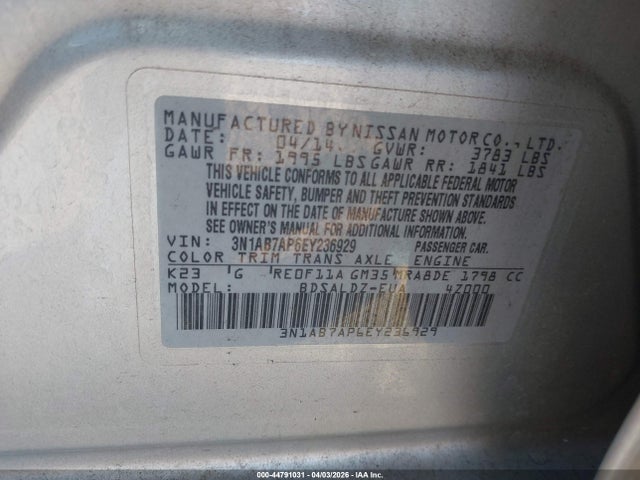 MANUFACTURED BY NISSAN MOTOR CO., LTD.
DATE: 04/14 GVWR: 3783 LBS
GAWR FR: 1995 LBS GAWR RR: 1841 LBS
THIS VEHICLE CONFORMS TO ALL APPLICABLE FEDERAL MOTOR
VEHICLE SAFETY, BUMPER AND THEFT PREVENTION STANDARDS
IN EFFECT ON THE DATE OF MANUFACTURE SHOWN ABOVE.
SEE OWNER'S MANUAL FOR ADDITIONAL INFORMATION.
VIN: 3N1AB7AP6EY236929 PASSENGER CAR.
COLOR TRIM TRANS AXLE ENGINE
K23 G RE0F11A GM35 MRA8DE 1798 CC
MODEL: BDSALDZ-EUA 4Z000
3N1AB7AP6EY236929
000-44791031 - 04/03/2026 - IAA Inc.